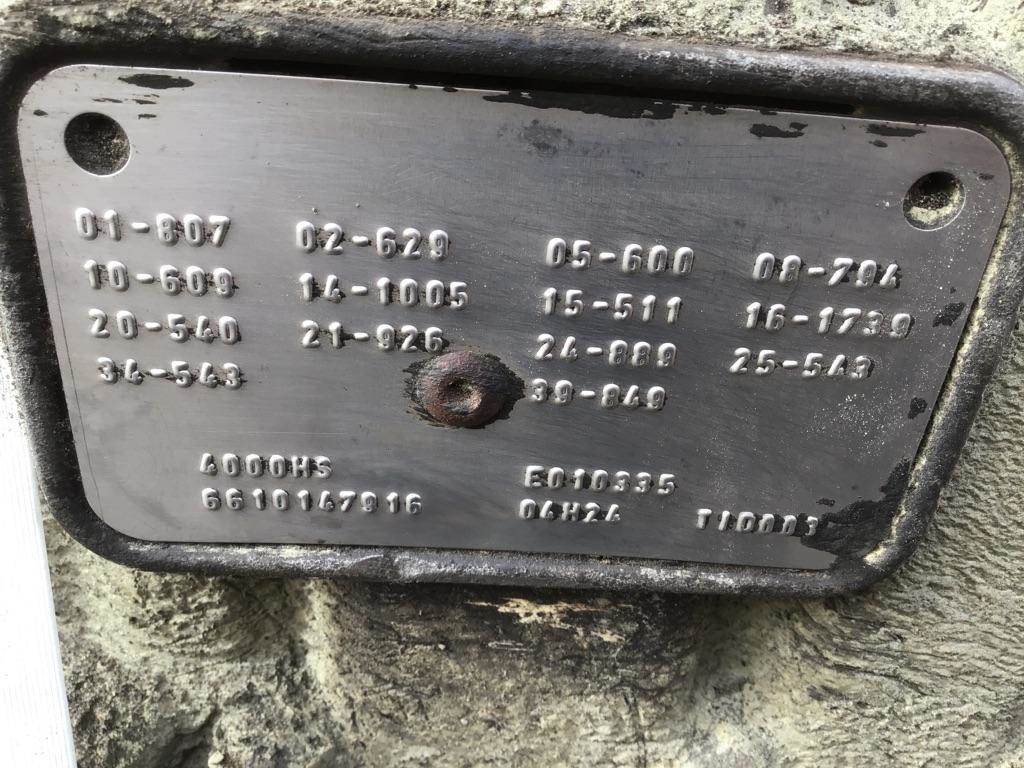 01-807 02-629 05-600 08-794
10-609 14-1005 15-511 16-1739
20-540 21-926 24-889 25-543
34-543 39-849
4000HS E010335
6610147916 04H24 TID003